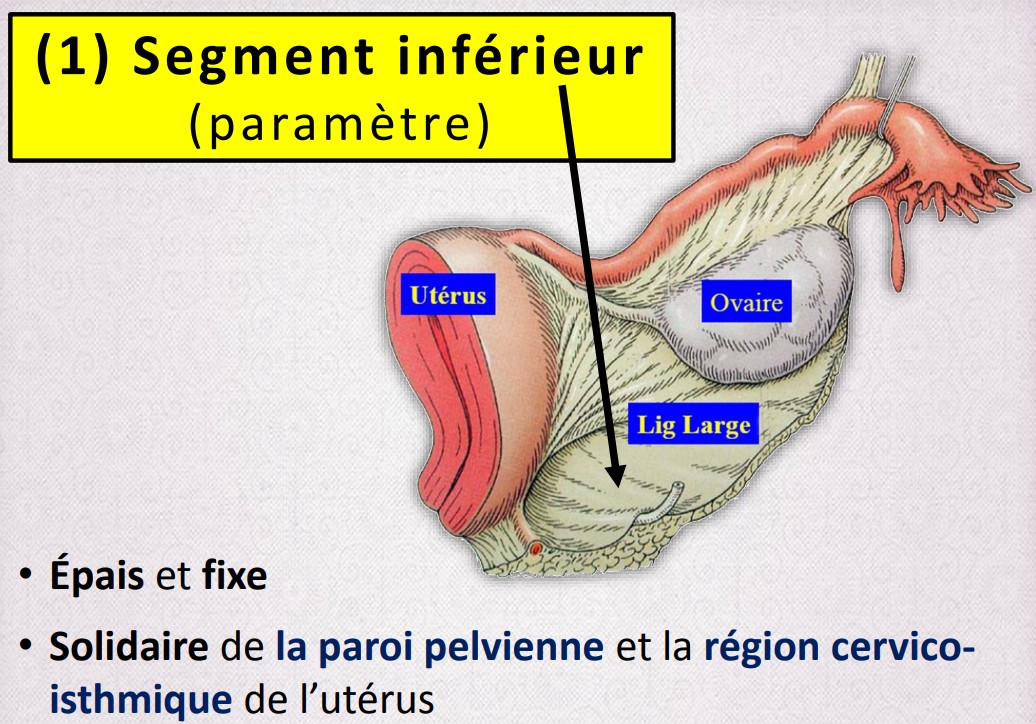 (1) Segment inférieur
(paramètre)
Utérus
Ovaire
Lig Large
• Épais et fixe
• Solidaire de la paroi pelvienne et la région cervico-
isthmique de l’utérus